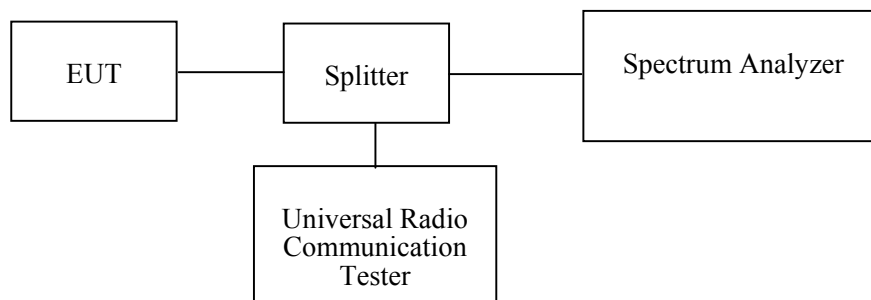 EUT
Splitter
Spectrum Analyzer
Universal Radio
Communication
Tester